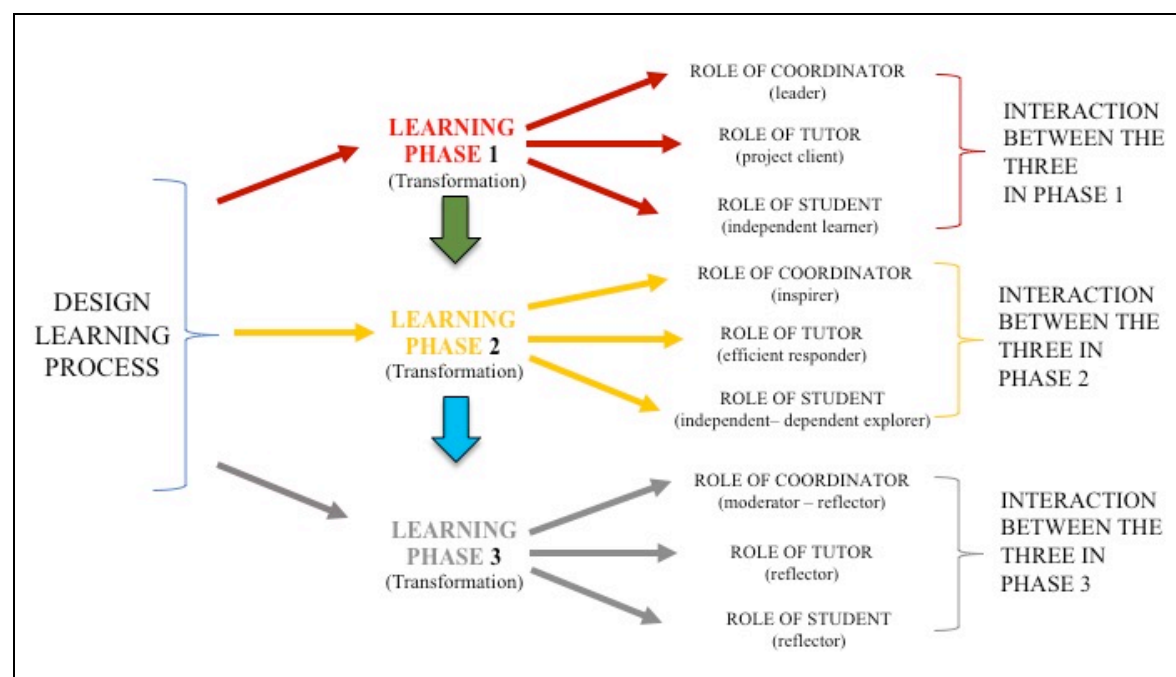 DESIGN
LEARNING
PROCESS
LEARNING
PHASE 1
(Transformation)
ROLE OF COORDINATOR
(leader)
ROLE OF TUTOR
(project client)
ROLE OF STUDENT
(independent learner)
INTERACTION
BETWEEN THE
THREE
IN PHASE 1
LEARNING
PHASE 2
(Transformation)
ROLE OF COORDINATOR
(inspirer)
ROLE OF TUTOR
(efficient responder)
ROLE OF STUDENT
(independent– dependent explorer)
INTERACTION
BETWEEN THE
THREE IN
PHASE 2
LEARNING
PHASE 3
(Transformation)
ROLE OF COORDINATOR
(moderator – reflector)
ROLE OF TUTOR
(reflector)
ROLE OF STUDENT
(reflector)
INTERACTION
BETWEEN THE
THREE IN
PHASE 3